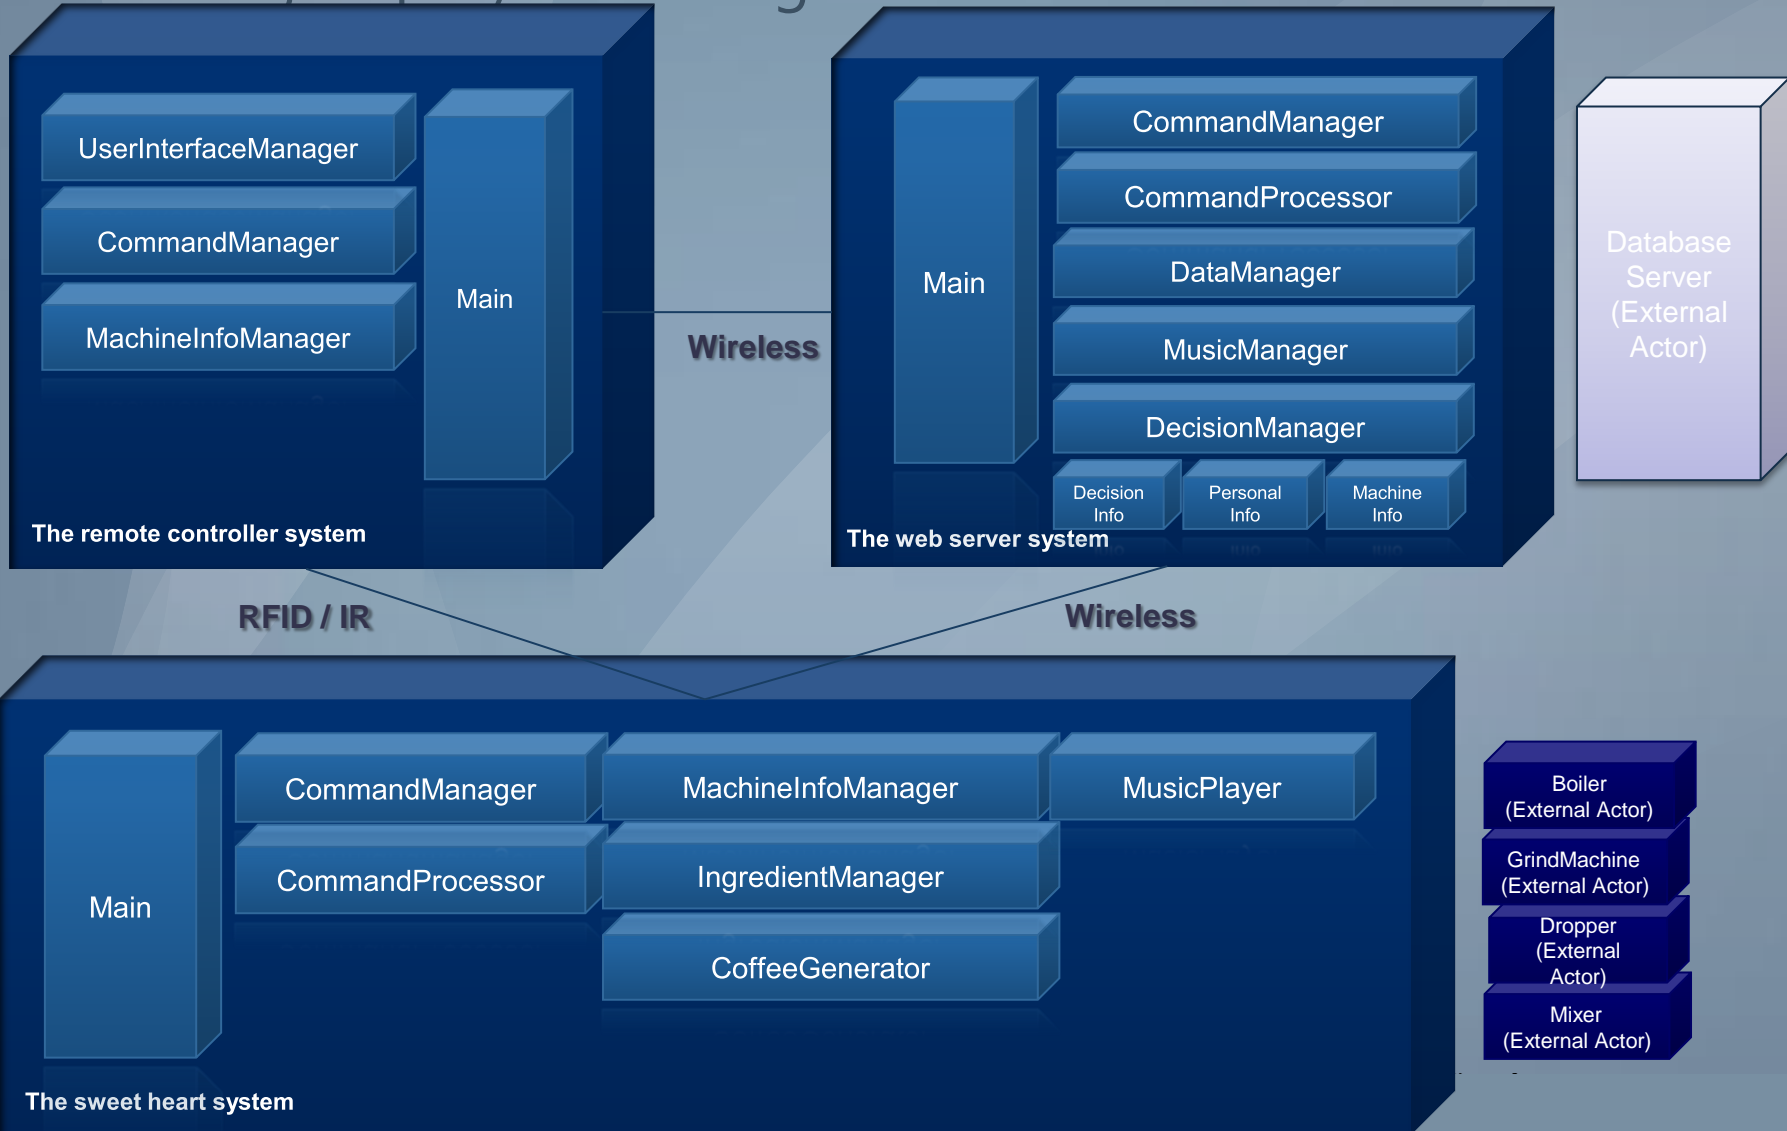 UserInterfaceManager
CommandManager
MachineInfoManager
Main
The remote controller system
Wireless
Main
CommandManager
CommandProcessor
DataManager
MusicManager
DecisionManager
Decision
Info
Personal
Info
Machine
Info
The web server system
Database
Server
(External
Actor)
RFID / IR
Wireless
Main
CommandManager
CommandProcessor
MachineInfoManager
IngredientManager
CoffeeGenerator
MusicPlayer
The sweet heart system
Boiler
(External Actor)
GrindMachine
(External Actor)
Dropper
(External
Actor)
Mixer
(External Actor)